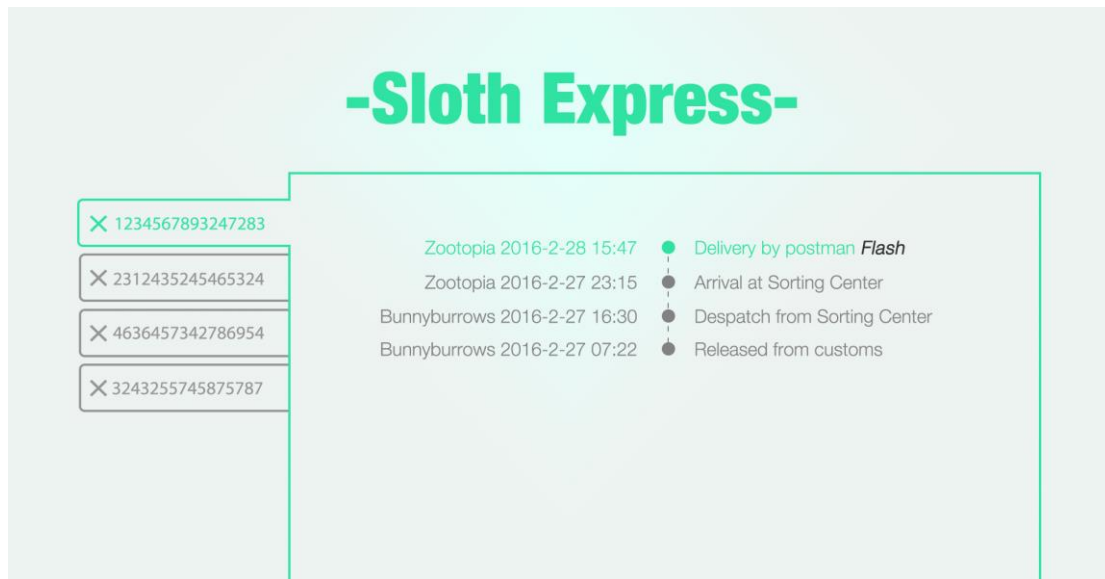 -Sloth Express-
1234567893247283
2312435245465324
4636457342786954
3243255745875787
Zootopia 2016-2-28 15:47 Delivery by postman Flash
Zootopia 2016-2-27 23:15 Arrival at Sorting Center
Bunnyburrows 2016-2-27 16:30 Despatch from Sorting Center
Bunnyburrows 2016-2-27 07:22 Released from customs